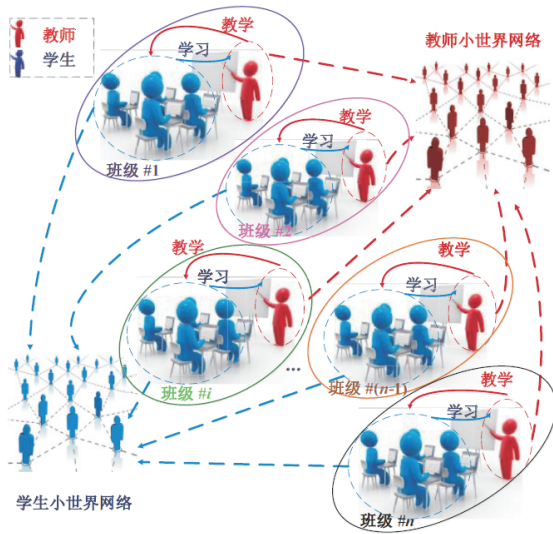 教师
学生
教师小世界网络
教学
学习
班级 #1
教学
学习
班级 #2
教学
学习
班级 #i
...
教学
学习
班级 #(n-1)
教学
学习
班级 #n
学生小世界网络